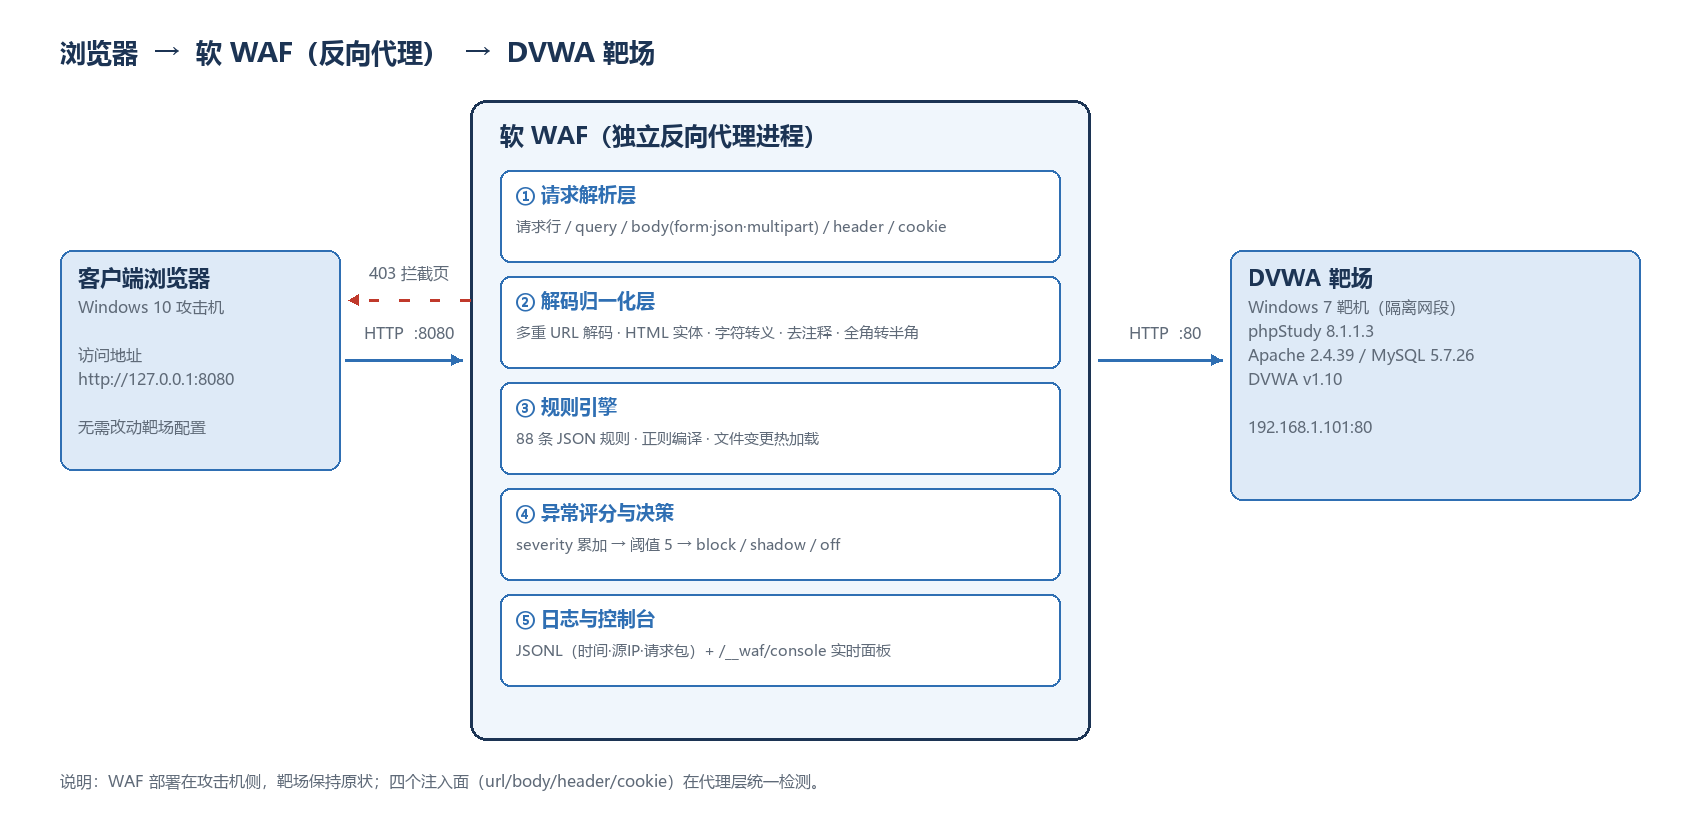 浏览器 → 软 WAF（反向代理） → DVWA 靶场
客户端浏览器
Windows 10 攻击机
访问地址
http://127.0.0.1:8080
无需改动靶场配置
403 拦截页
HTTP :8080
软 WAF（独立反向代理进程）
① 请求解析层
请求行 / query / body(form·json·multipart) / header / cookie
② 解码归一化层
多重 URL 解码 · HTML 实体 · 字符转义 · 去注释 · 全角转半角
③ 规则引擎
88 条 JSON 规则 · 正则编译 · 文件变更热加载
④ 异常评分与决策
severity 累加 → 阈值 5 → block / shadow / off
⑤ 日志与控制台
JSONL（时间·源IP·请求包）+ /__waf/console 实时面板
HTTP :80
DVWA 靶场
Windows 7 靶机（隔离网段）
phpStudy 8.1.1.3
Apache 2.4.39 / MySQL 5.7.26
DVWA v1.10
192.168.1.101:80
说明：WAF 部署在攻击机侧，靶场保持原状；四个注入面（url/body/header/cookie）在代理层统一检测。